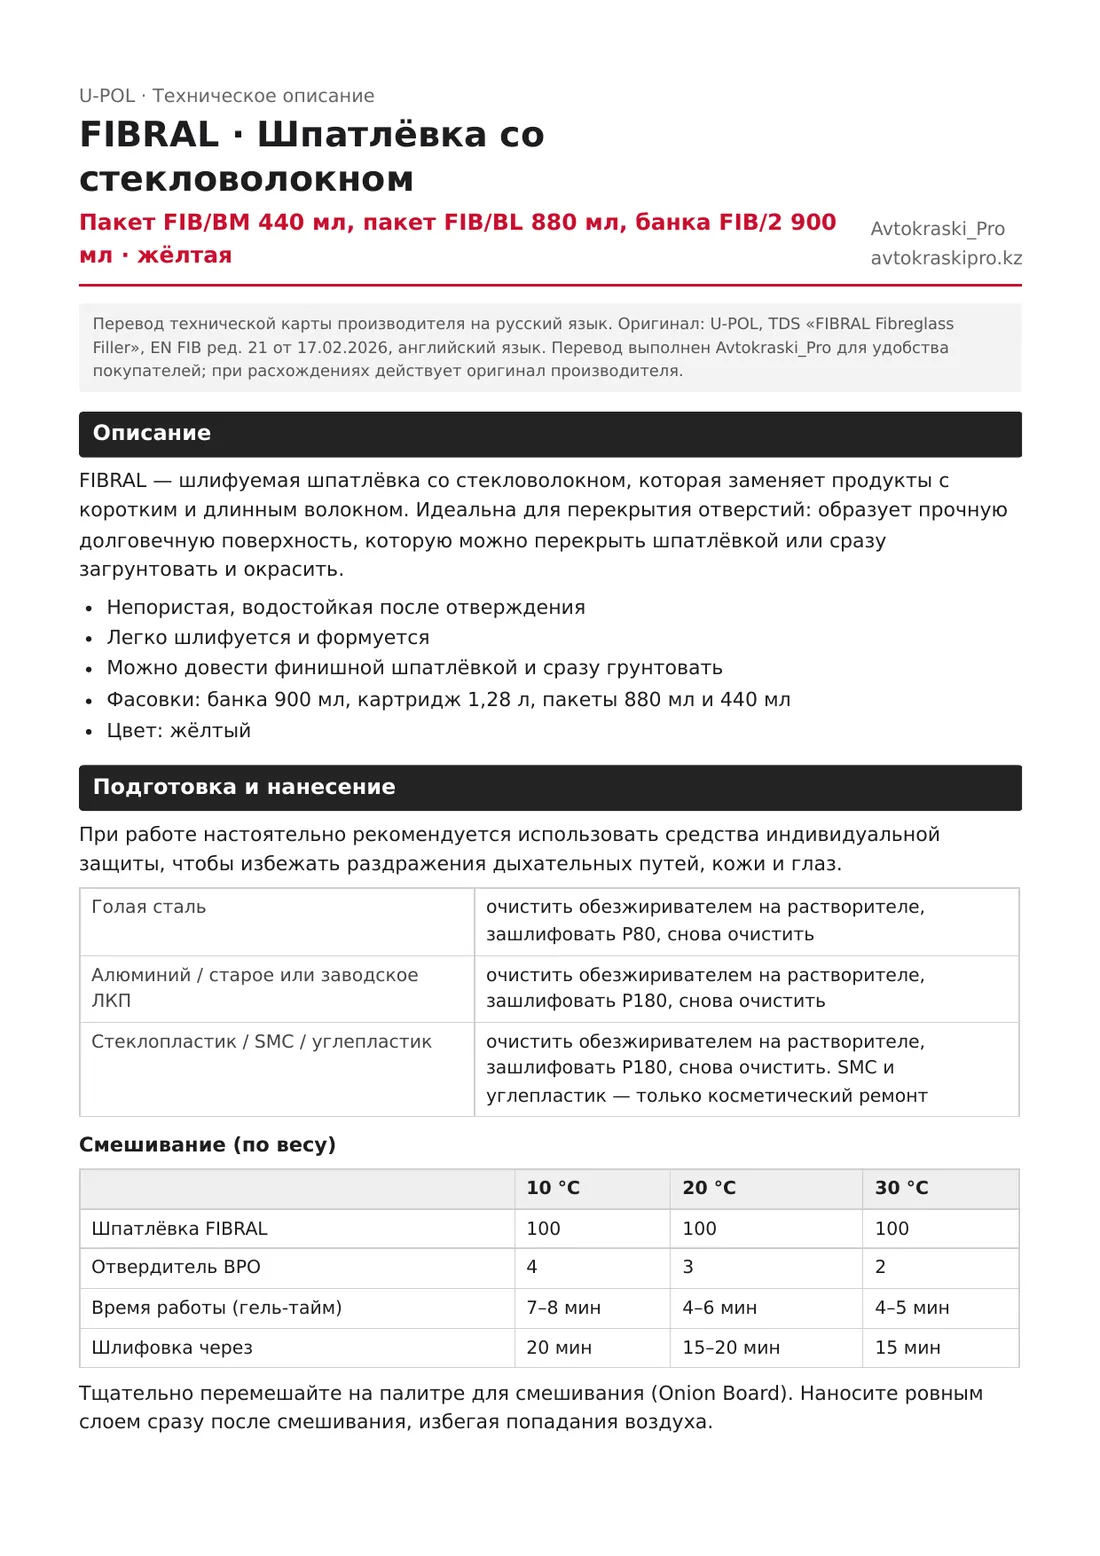 U-POL · Техническое описание
FIBRAL · Шпатлёвка со
стекловолокном
Пакет FIB/BM 440 мл, пакет FIB/BL 880 мл, банка FIB/2 900
мл · жёлтая
Avtokraski_Pro
avtokraskipro.kz
Перевод технической карты производителя на русский язык. Оригинал: U-POL, TDS «FIBRAL Fibreglass
Filler», EN FIB ред. 21 от 17.02.2026, английский язык. Перевод выполнен Avtokraski_Pro для удобства
покупателей; при расхождениях действует оригинал производителя.
Описание
FIBRAL — шлифуемая шпатлёвка со стекловолокном, которая заменяет продукты с
коротким и длинным волокном. Идеальна для перекрытия отверстий: образует прочную
долговечную поверхность, которую можно перекрыть шпатлёвкой или сразу
загрунтовать и окрасить.
• Непористая, водостойкая после отверждения
• Легко шлифуется и формуется
• Можно довести финишной шпатлёвкой и сразу грунтовать
• Фасовки: банка 900 мл, картридж 1,28 л, пакеты 880 мл и 440 мл
• Цвет: жёлтый
Подготовка и нанесение
При работе настоятельно рекомендуется использовать средства индивидуальной
защиты, чтобы избежать раздражения дыхательных путей, кожи и глаз.
Голая сталь
очистить обезжиривателем на растворителе,
зашлифовать P80, снова очистить
Алюминий / старое или заводское
ЛКП
очистить обезжиривателем на растворителе,
зашлифовать P180, снова очистить
Стеклопластик / SMC / углепластик
очистить обезжиривателем на растворителе,
зашлифовать P180, снова очистить. SMC и
углепластик — только косметический ремонт
Смешивание (по весу)
10 °C 20 °C 30 °C
Шпатлёвка FIBRAL 100 100 100
Отвердитель BPO 4 3 2
Время работы (гель-тайм) 7–8 мин 4–6 мин 4–5 мин
Шлифовка через 20 мин 15–20 мин 15 мин
Тщательно перемешайте на палитре для смешивания (Onion Board). Наносите ровным
слоем сразу после смешивания, избегая попадания воздуха.